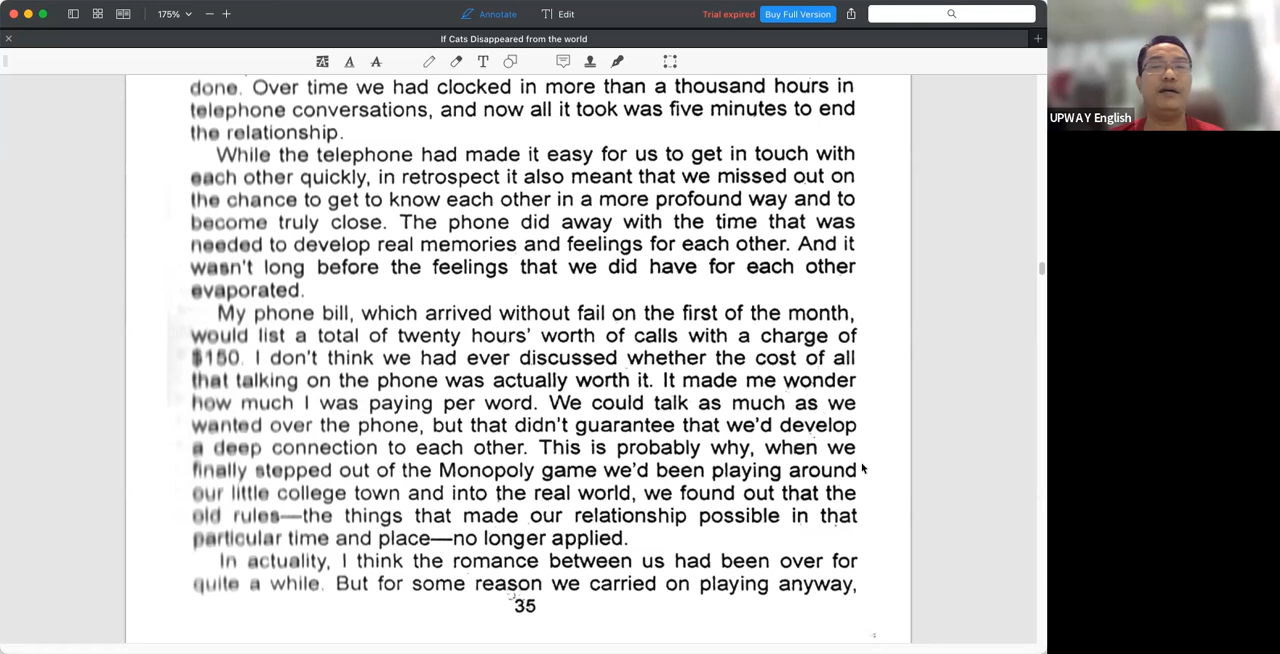 175%
Annotate
Edit
Trial expired
Buy Full Version
If Cats Disappeared from the world
done. Over time we had clocked in more than a thousand hours in
telephone conversations, and now all it took was five minutes to end
the relationship.
While the telephone had made it easy for us to get in touch with
each other quickly, in retrospect it also meant that we missed out on
the chance to get to know each other in a more profound way and to
become truly close. The phone did away with the time that was
needed to develop real memories and feelings for each other. And it
wasn't long before the feelings that we did have for each other
evaporated.
My phone bill, which arrived without fail on the first of the month,
would list a total of twenty hours' worth of calls with a charge of
$150. I don't think we had ever discussed whether the cost of all
that talking on the phone was actually worth it. It made me wonder
how much I was paying per word. We could talk as much as we
wanted over the phone, but that didn't guarantee that we'd develop
a deep connection to each other. This is probably why, when we
finally stepped out of the Monopoly game we'd been playing around
our little college town and into the real world, we found out that the
old rules—the things that made our relationship possible in that
particular time and place—no longer applied.
In actuality, I think the romance between us had been over for
quite a while. But for some reason we carried on playing anyway,
35
UPWAY English